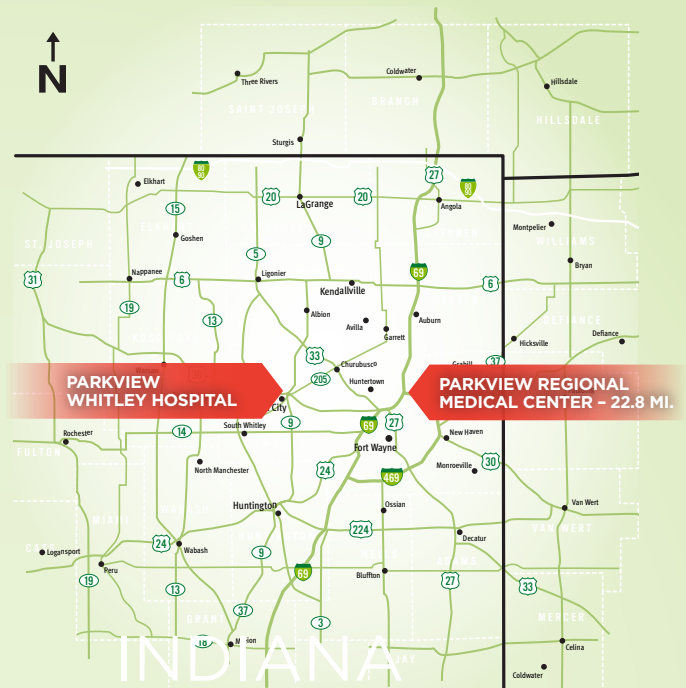 N
Three Rivers
Coldwater
Hillsdale
SAINT JOSEPH
BRANCH
HILLSDALE
Sturgis
80
90
27
80
90
Elkhart
20
20
LaGrange
Angola
15
Montpelier
Goshen
9
WILLIAMS
ST. JOSEPH
5
Bryan
69
Nappanee
6
Ligonier
31
6
Kendallville
19
Albion
13
Avilla
Auburn
DEFIANCE
Garrett
Defiance
Hicksville
33
Churubusco
37
205
Huntertown
PARKVIEW
WHITLEY HOSPITAL
PARKVIEW REGIONAL
MEDICAL CENTER – 22.8 MI.
City
9
69
27
South Whitley
14
Rochester
New Haven
Fort Wayne
FULTON
North Manchester
24
Monroeville
30
469
Huntington
Ossian
Van Wert
MIAMI
224
VAN WERT
24
Wabash
Decatur
Logansport
9
Peru
69
Bluffton
19
13
27
33
37
GRANT
3
MERCER
18
Marion
INDIANA
JAY
Celina
Coldwater